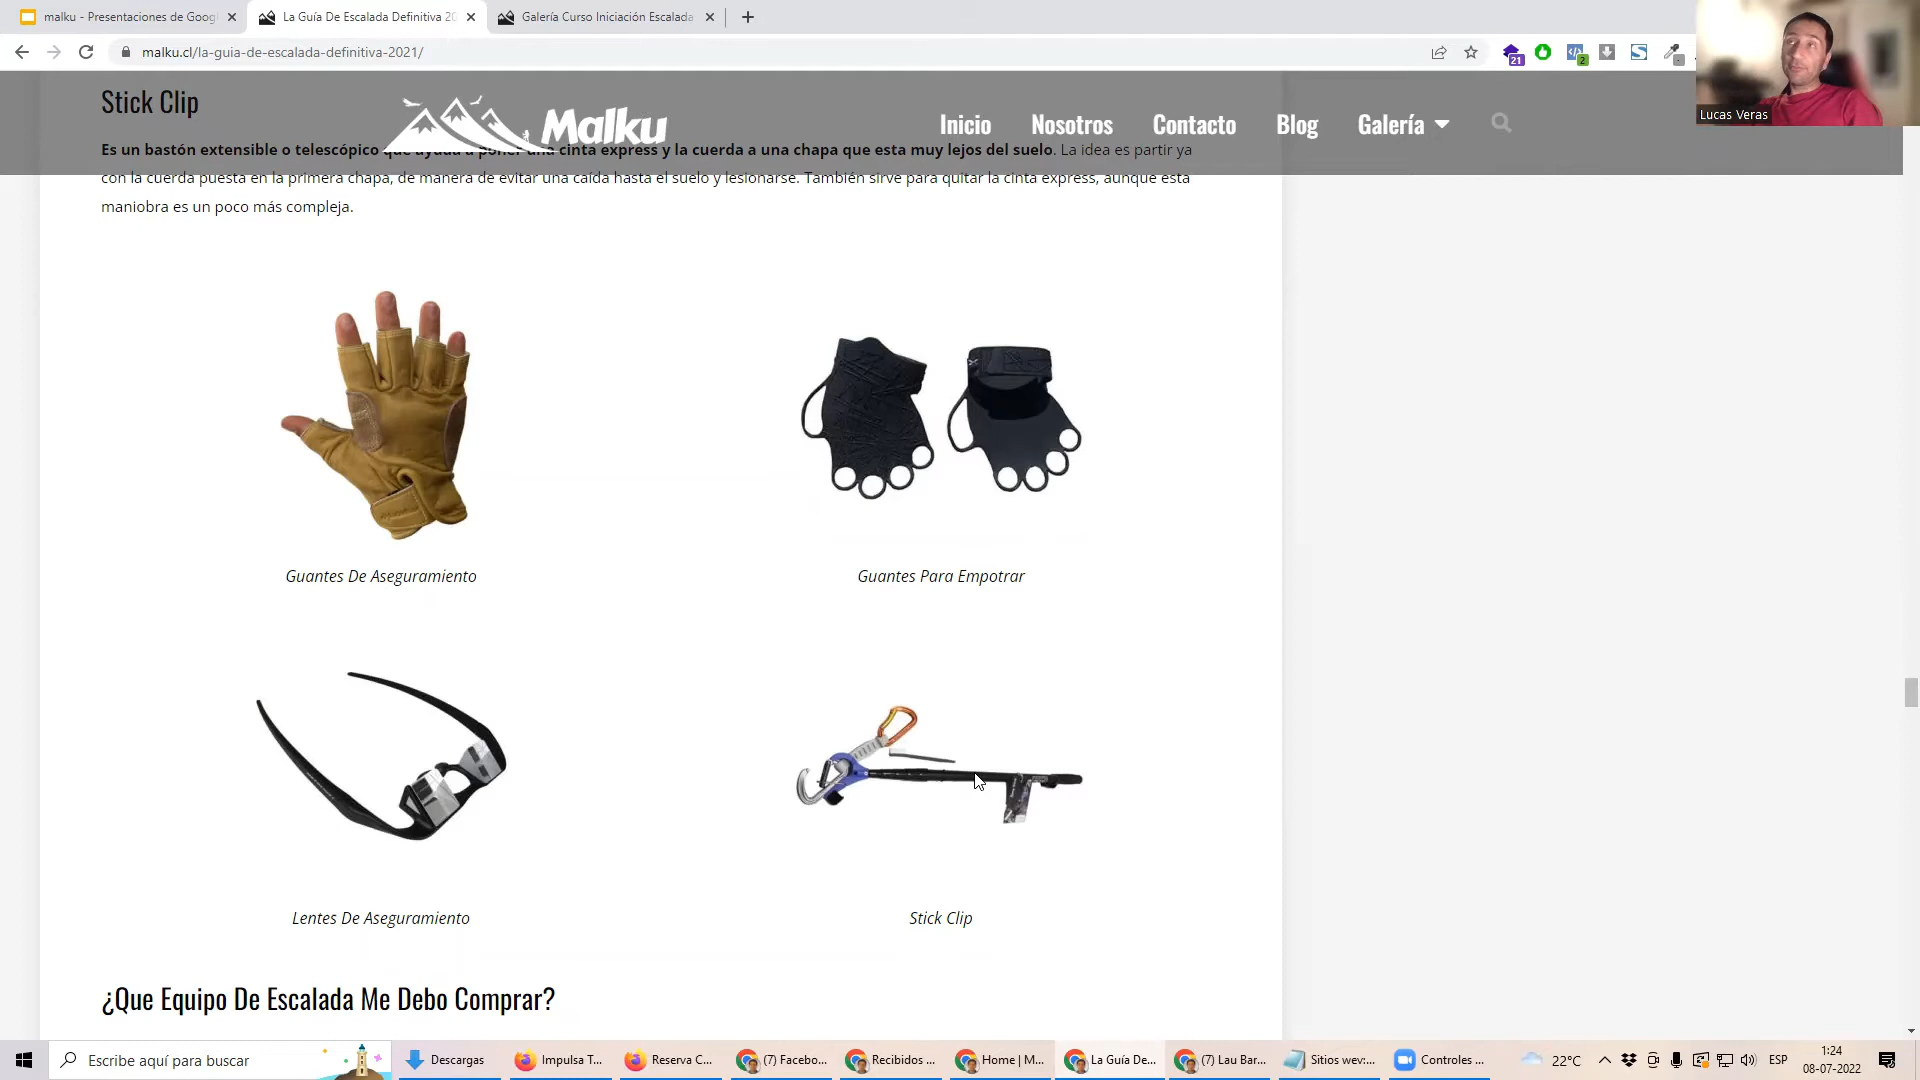 malku - Presentaciones de Goog
La Guía De Escalada Definitiva 20
Galería Curso Iniciación Escalada
malku.cl/la-guia-de-escalada-definitiva-2021/
21
2
Lucas Veras
Stick Clip
Malku
Inicio
Nosotros
Contacto
Blog
Galería
Es un bastón extensible o telescópico que ayuda a poner una cinta express y la cuerda a una chapa que esta muy lejos del suelo. La idea es partir ya
con la cuerda puesta en la primera chapa, de manera de evitar una caída hasta el suelo y lesionarse. También sirve para quitar la cinta express, aunque esta
maniobra es un poco más compleja.
Guantes De Aseguramiento
Guantes Para Empotrar
Lentes De Aseguramiento
Stick Clip
¿Que Equipo De Escalada Me Debo Comprar?
Escribe aquí para buscar
Descargas
Impulsa T...
Reserva C...
(7) Facebo...
Recibidos ...
Home | M...
La Guía De...
(7) Lau Bar...
Sitios wev:...
Controles ...
22°C
ESP
1:24
08-07-2022